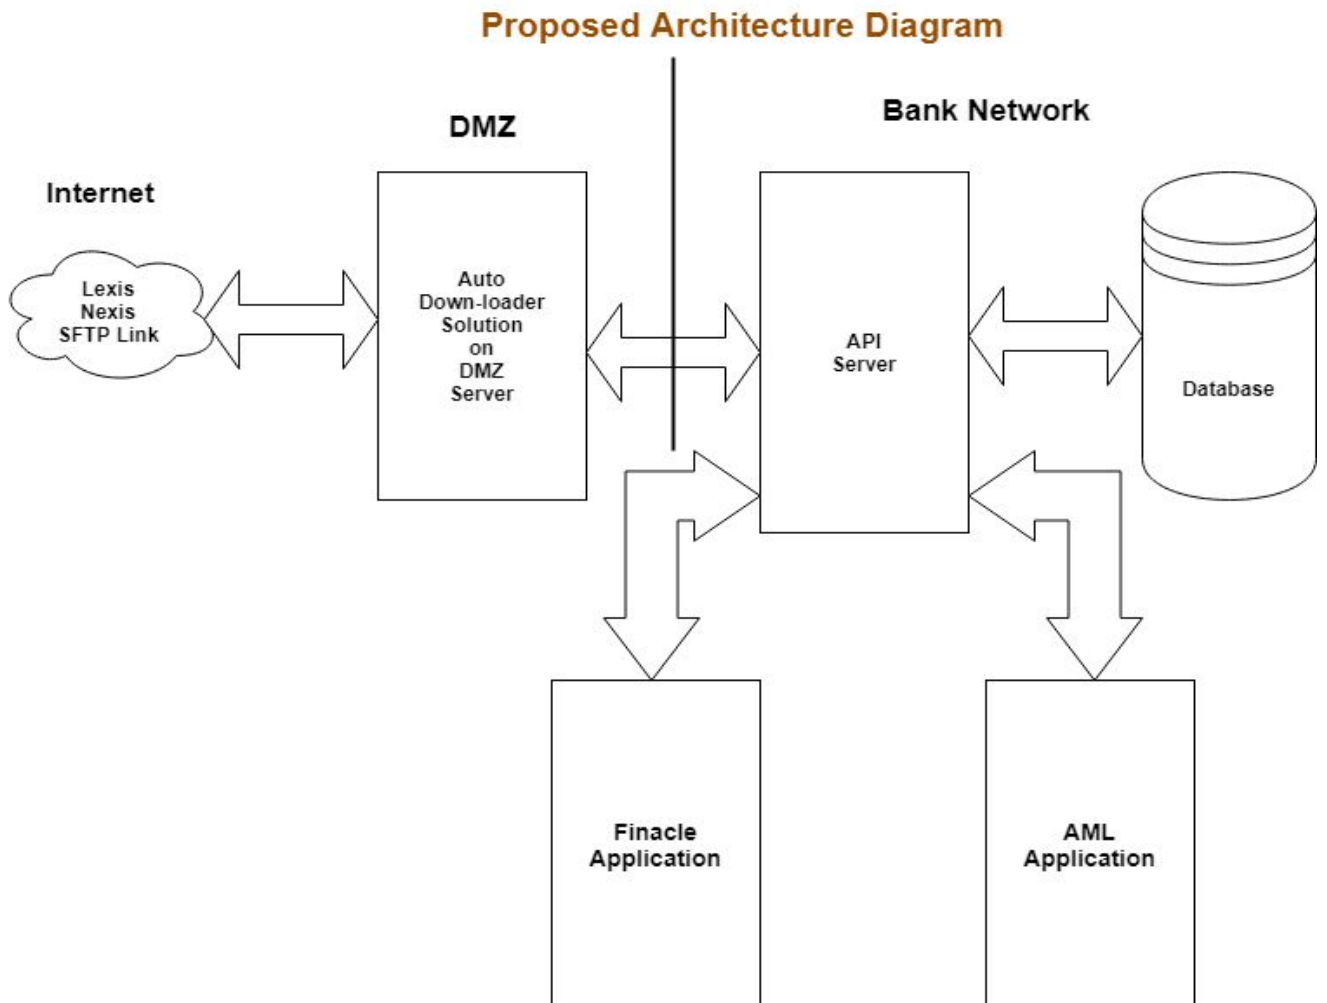 Proposed Architecture Diagram
DMZ
Bank Network
Internet
Lexis
Nexis
SFTP Link
Auto
Down-loader
Solution
on
DMZ
Server
API
Server
Database
Finacle
Application
AML
Application